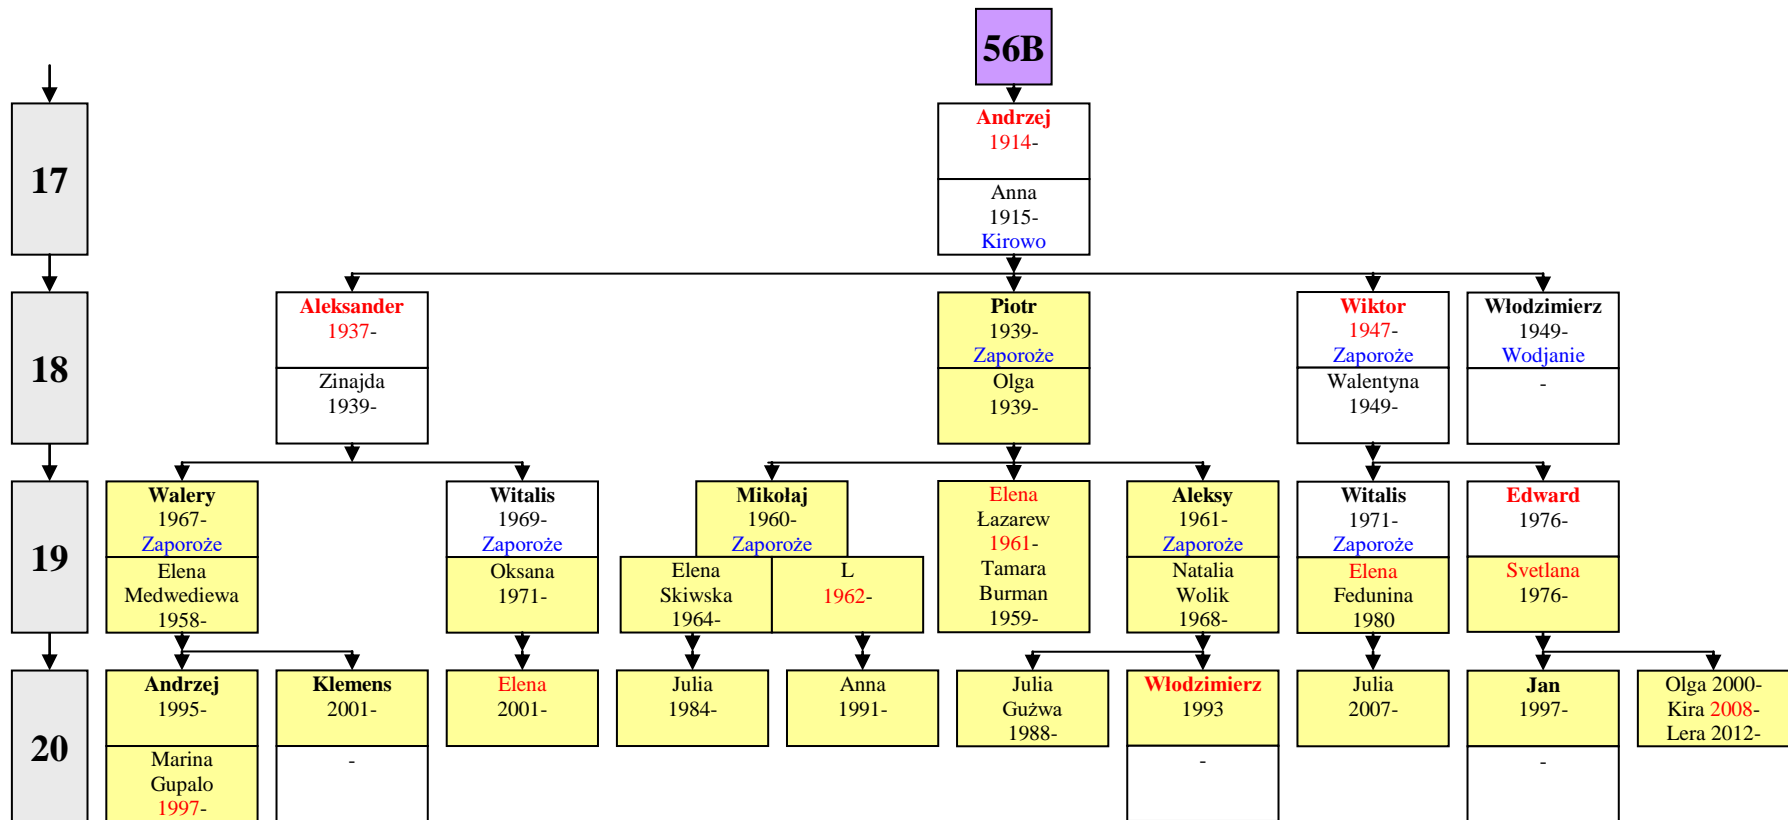 56B
17
Andrzej
1914-
Anna
1915-
Kirowo
18
Aleksander
1937-
Zinajda
1939-
Piotr
1939-
Zaporoże
Olga
1939-
Wiktor
1947-
Zaporoże
Walentyna
1949-
Włodzimierz
1949-
Wodjanie
-
19
Walery
1967-
Zaporoże
Elena
Medwediewa
1958-
Witalis
1969-
Zaporoże
Oksana
1971-
Mikołaj
1960-
Zaporoże
Elena
Skiwska
1964-
L
1962-
Elena
Łazarew
1961-
Tamara
Burman
1959-
Aleksy
1961-
Zaporoże
Natalia
Wolik
1968-
Witalis
1971-
Zaporoże
Elena
Fedunina
1980
Edward
1976-
Svetlana
1976-
20
Andrzej
1995-
Marina
Gupalo
1997-
Klemens
2001-
-
Elena
2001-
Julia
1984-
Anna
1991-
Julia
Gużwa
1988-
Włodzimierz
1993
-
Julia
2007-
Jan
1997-
-
Olga 2000-
Kira 2008-
Lera 2012-